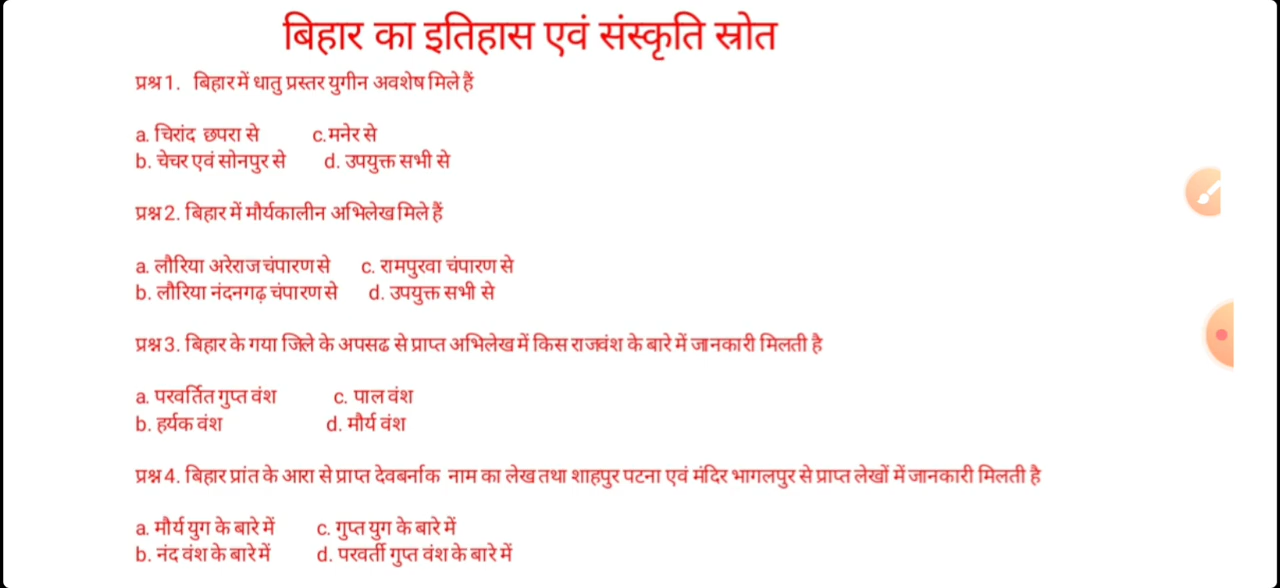 बिहार का इतिहास एवं संस्कृति स्रोत
प्रश्न 1. बिहार में धातु प्रस्तर युगीन अवशेष मिले हैं
a. चिरांद छपरा से c. मनेर से
b. चेचर एवं सोनपुर से d. उपयुक्त सभी से
प्रश्न 2. बिहार में मौर्यकालीन अभिलेख मिले हैं
a. लौरिया अरेराज चंपारण से c. रामपुरवा चंपारण से
b. लौरिया नंदनगढ़ चंपारण से d. उपयुक्त सभी से
प्रश्न 3. बिहार के गया जिले के अपसढ से प्राप्त अभिलेख में किस राजवंश के बारे में जानकारी मिलती है
a. परवर्तित गुप्त वंश c. पाल वंश
b. हर्यक वंश d. मौर्य वंश
प्रश्न 4. बिहार प्रांत के आरा से प्राप्त देवबर्नाक नाम का लेख तथा शाहपुर पटना एवं मंदिर भागलपुर से प्राप्त लेखों में जानकारी मिलती है
a. मौर्य युग के बारे में c. गुप्त युग के बारे में
b. नंद वंश के बारे में d. परवर्ती गुप्त वंश के बारे में